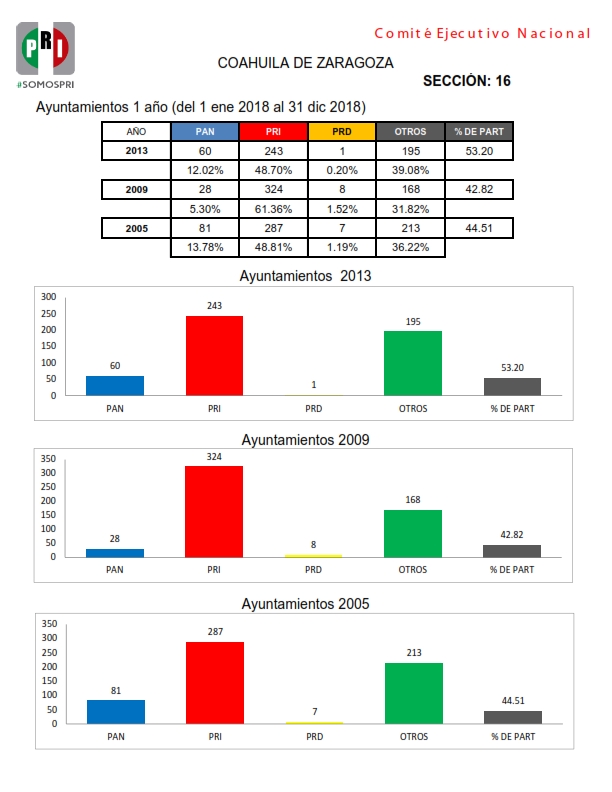 Comité Ejecutivo Nacional
PRI
#SOMOSPRI
COAHUILA DE ZARAGOZA
SECCIÓN: 16
Ayuntamientos 1 año (del 1 ene 2018 al 31 dic 2018)
AÑO PAN PRI PRD OTROS % DE PART
2013 60 243 1 195 53.20
12.02% 48.70% 0.20% 39.08%
2009 28 324 8 168 42.82
5.30% 61.36% 1.52% 31.82%
2005 81 287 7 213 44.51
13.78% 48.81% 1.19% 36.22%
Ayuntamientos 2013
300
250
200
150
100
50
0
60
243
1
195
53.20
PAN PRI PRD OTROS % DE PART
Ayuntamientos 2009
350
300
250
200
150
100
50
0
28
324
8
168
42.82
PAN PRI PRD OTROS % DE PART
Ayuntamientos 2005
350
300
250
200
150
100
50
0
81
287
7
213
44.51
PAN PRI PRD OTROS % DE PART